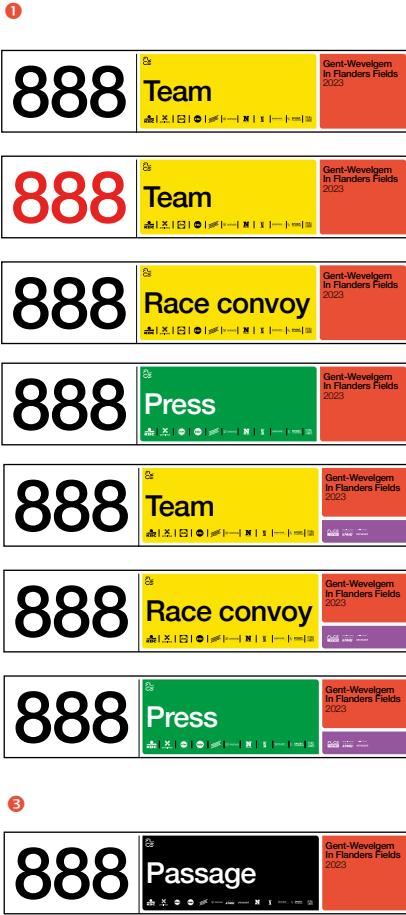 1
888
Team
Gent-Wevelgem
In Flanders Fields
2023
888
Team
Gent-Wevelgem
In Flanders Fields
2023
888
Race convoy
Gent-Wevelgem
In Flanders Fields
2023
888
Press
Gent-Wevelgem
In Flanders Fields
2023
888
Team
Gent-Wevelgem
In Flanders Fields
2023
888
Race convoy
Gent-Wevelgem
In Flanders Fields
2023
888
Press
Gent-Wevelgem
In Flanders Fields
2023
3
888
Passage
Gent-Wevelgem
In Flanders Fields
2023